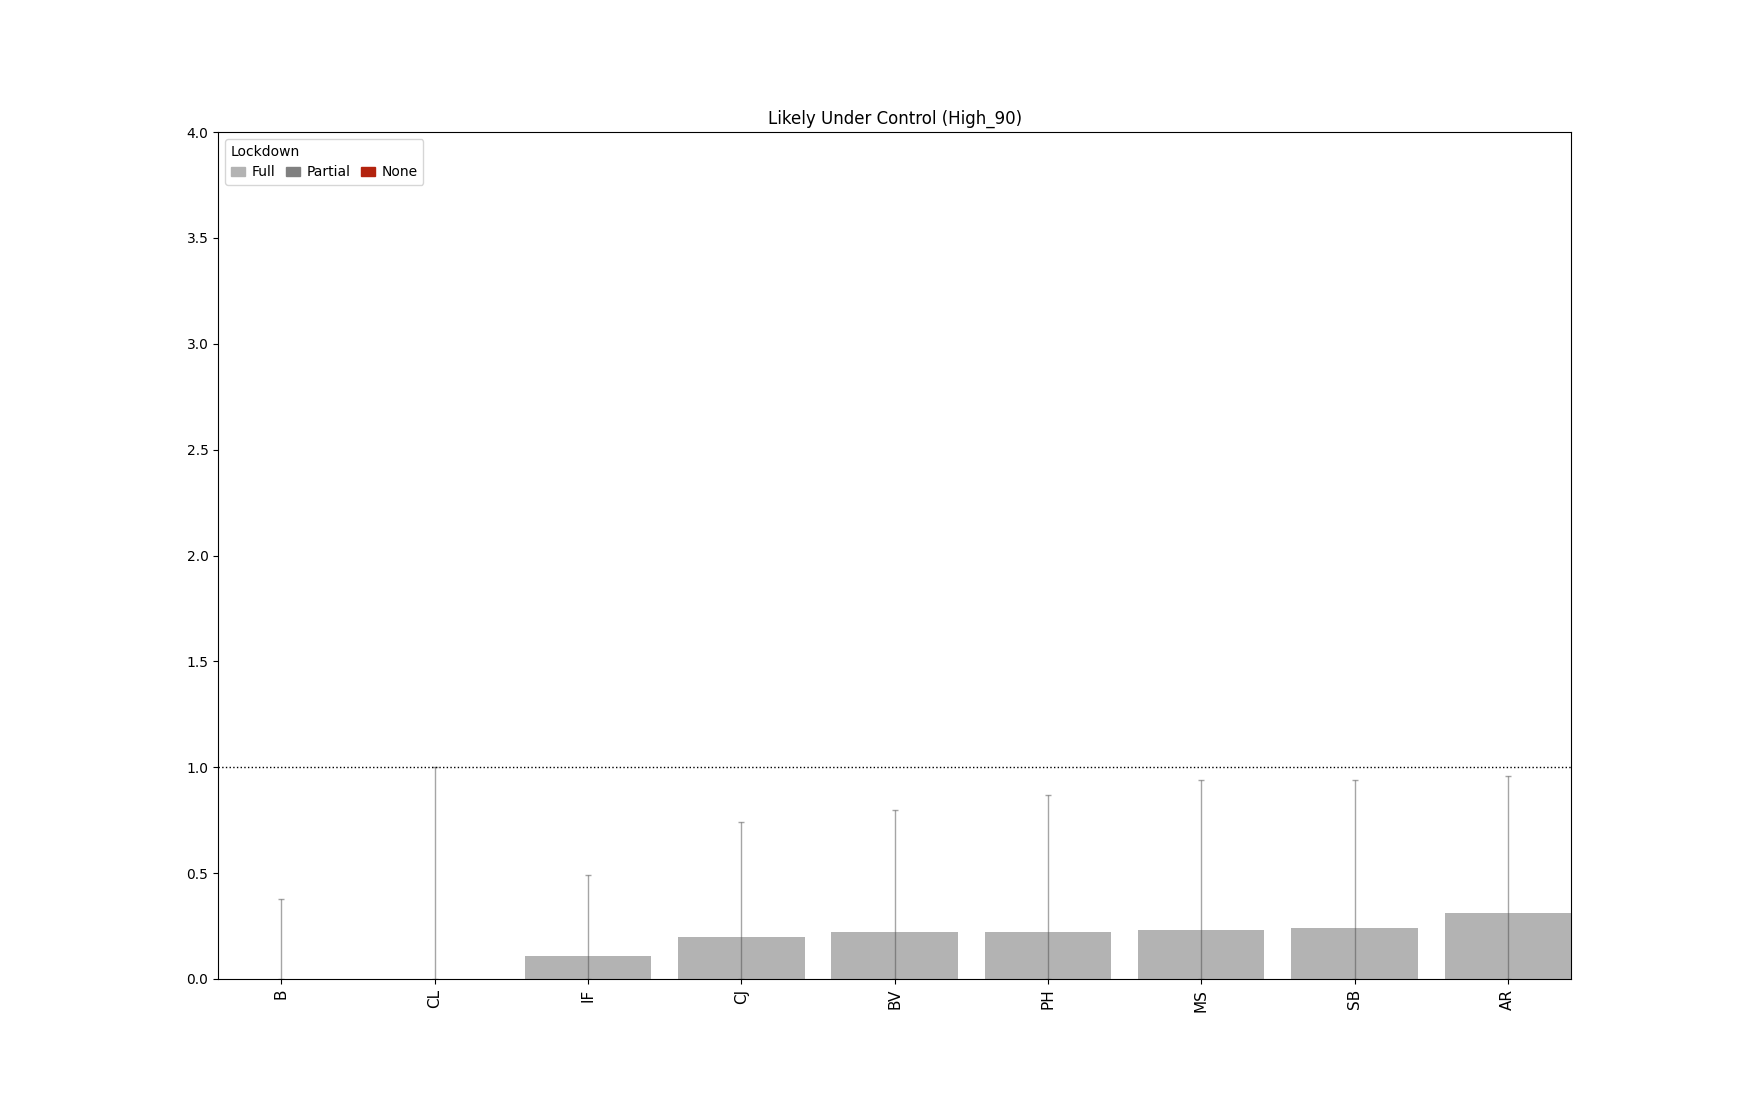 Likely Under Control (High_90)
Lockdown
Full Partial None
4.0
3.5
3.0
2.5
2.0
1.5
1.0
0.5
0.0
B CL IF CJ BV PH MS SB AR